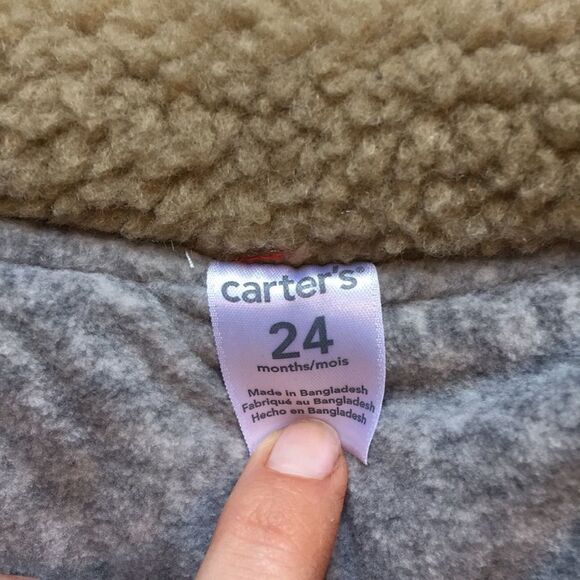 carter's®
24
months/mois
Made in Bangladesh
Fabriqué au Bangladesh
Hecho en Bangladesh